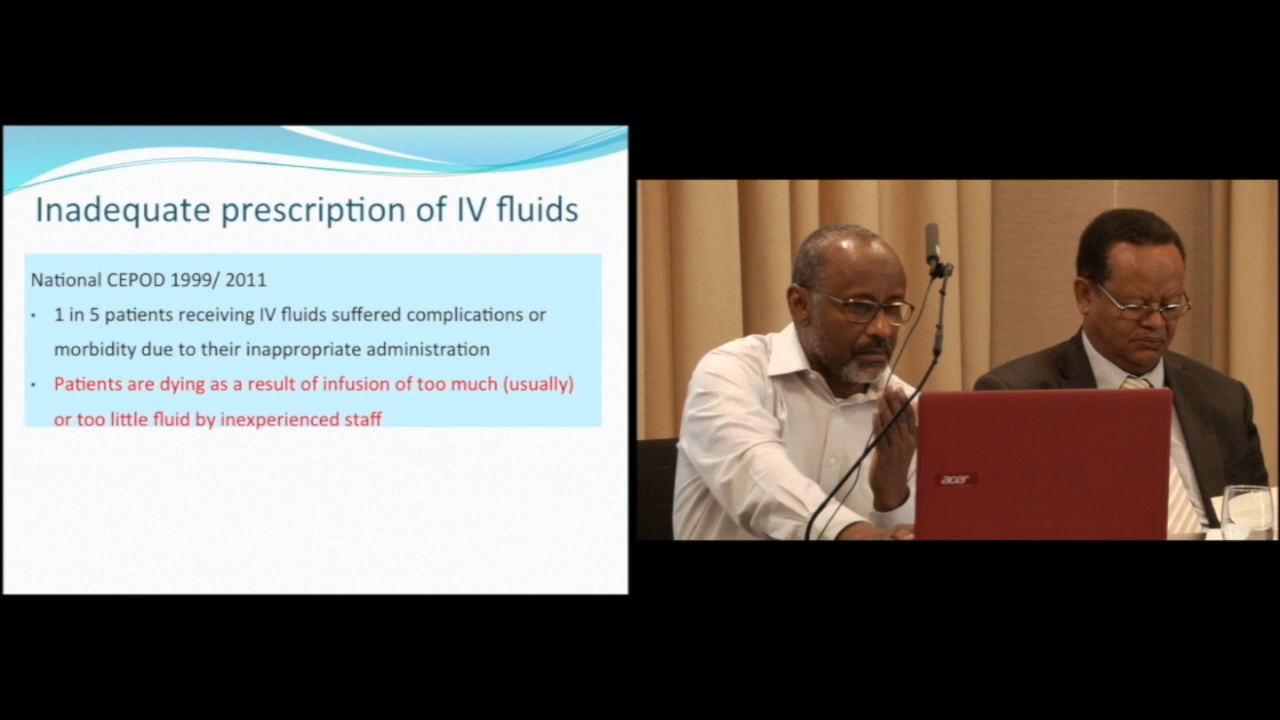 Inadequate prescription of IV fluids
National CEPOD 1999/ 2011
• 1 in 5 patients receiving IV fluids suffered complications or
morbidity due to their inappropriate administration
• Patients are dying as a result of infusion of too much (usually)
or too little fluid by inexperienced staff
acer